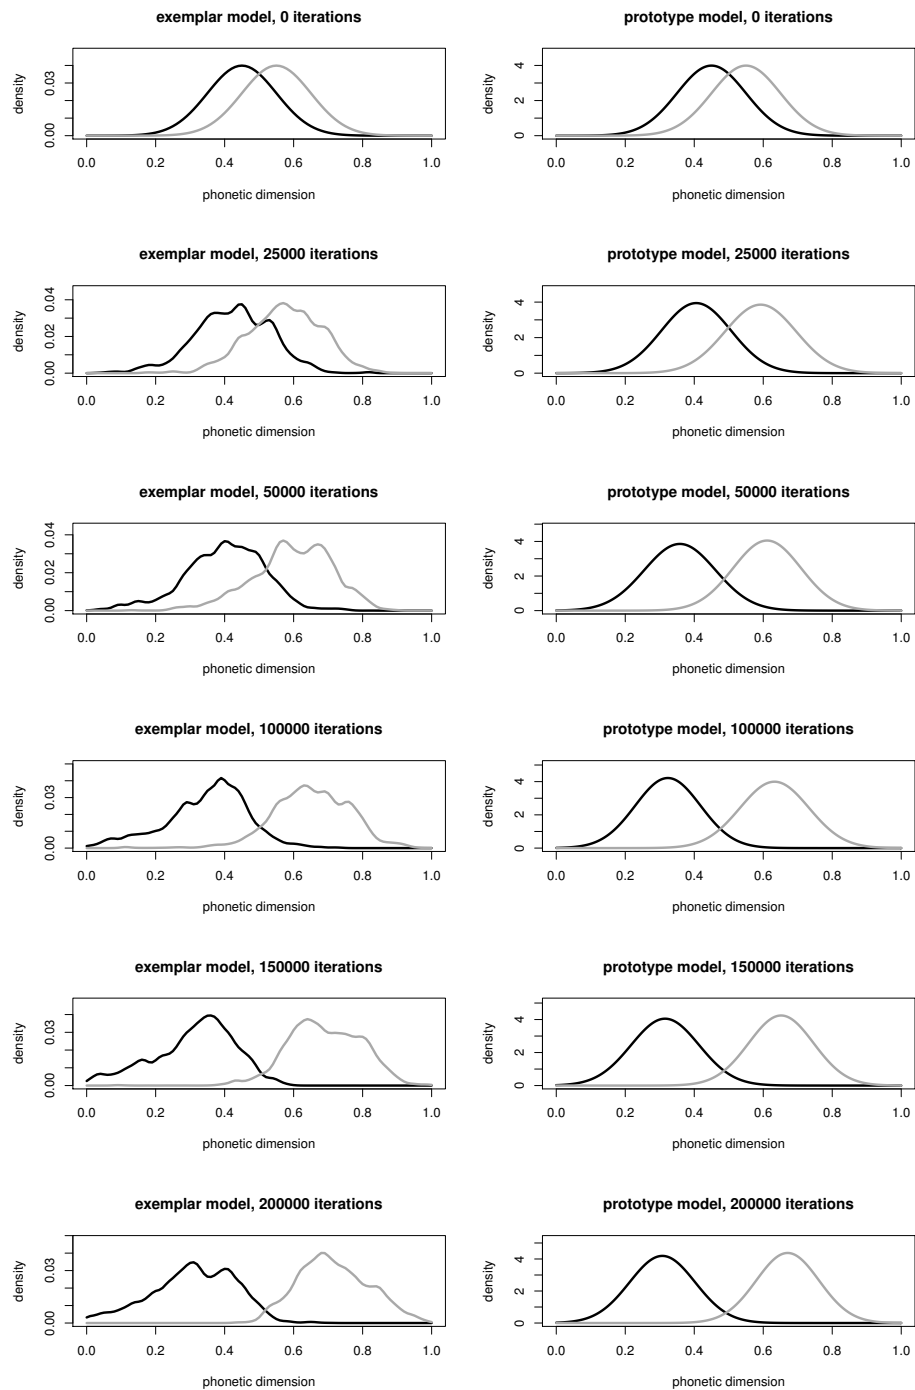 exemplar model, 0 iterations
density
0.00 0.03
0.0 0.2 0.4 0.6 0.8 1.0
phonetic dimension
prototype model, 0 iterations
density
0 2 4
0.0 0.2 0.4 0.6 0.8 1.0
phonetic dimension
exemplar model, 25000 iterations
density
0.00 0.02 0.04
0.0 0.2 0.4 0.6 0.8 1.0
phonetic dimension
prototype model, 25000 iterations
density
0 2 4
0.0 0.2 0.4 0.6 0.8 1.0
phonetic dimension
exemplar model, 50000 iterations
density
0.00 0.02 0.04
0.0 0.2 0.4 0.6 0.8 1.0
phonetic dimension
prototype model, 50000 iterations
density
0 2 4
0.0 0.2 0.4 0.6 0.8 1.0
phonetic dimension
exemplar model, 100000 iterations
density
0.00 0.03
0.0 0.2 0.4 0.6 0.8 1.0
phonetic dimension
prototype model, 100000 iterations
density
0 2 4
0.0 0.2 0.4 0.6 0.8 1.0
phonetic dimension
exemplar model, 150000 iterations
density
0.00 0.03
0.0 0.2 0.4 0.6 0.8 1.0
phonetic dimension
prototype model, 150000 iterations
density
0 2 4
0.0 0.2 0.4 0.6 0.8 1.0
phonetic dimension
exemplar model, 200000 iterations
density
0.00 0.03
0.0 0.2 0.4 0.6 0.8 1.0
phonetic dimension
prototype model, 200000 iterations
density
0 2 4
0.0 0.2 0.4 0.6 0.8 1.0
phonetic dimension